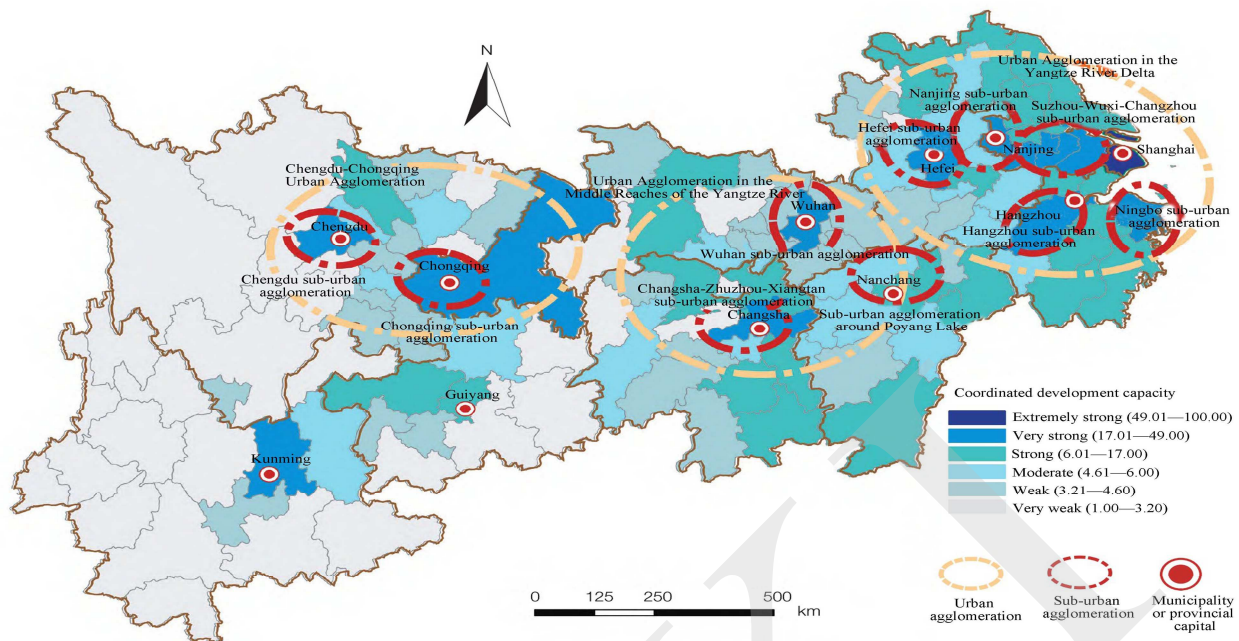 N
Urban Agglomeration in the
Yangtze River Delta
Nanjing sub-urban
agglomeration
Suzhou-Wuxi-Changzhou
sub-urban agglomeration
Hefei sub-urban
agglomeration
Hefei
Nanjing
Shanghai
Chengdu-Chongqing
Urban Agglomeration
Urban Agglomeration in the
Middle Reaches of the Yangtze River
Wuhan
Hangzhou
Hangzhou sub-urban
agglomeration
Ningbo sub-urban
agglomeration
Chengdu
Wuhan sub-urban agglomeration
Chongqing
Nanchang
Chengdu sub-urban
agglomeration
Changsha-Zhuzhou-Xiangtan
sub-urban agglomeration
Changsha
Sub-urban agglomeration
around Poyang Lake
Chongqing sub-urban
agglomeration
Guiyang
Kunming
Coordinated development capacity
Extremely strong (49.01—100.00)
Very strong (17.01—49.00)
Strong (6.01—17.00)
Moderate (4.61—6.00)
Weak (3.21—4.60)
Very weak (1.00—3.20)
0 125 250 500
km
Urban
agglomeration
Sub-urban
agglomeration
Municipality
or provincial
capital